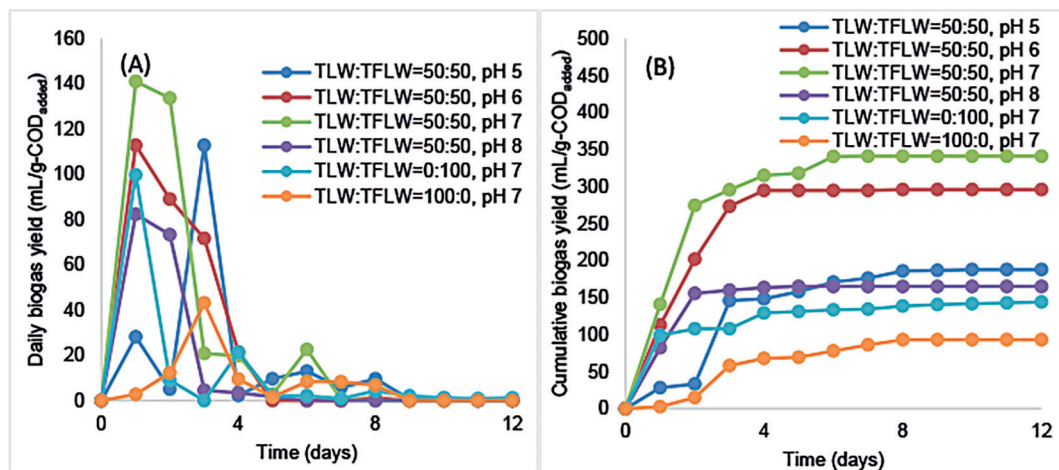 (A)
Daily biogas yield (mL/g-CODadded)
160
140
120
100
80
60
40
20
0
0 4 8 12
Time (days)
TLW:TFLW=50:50, pH 5
TLW:TFLW=50:50, pH 6
TLW:TFLW=50:50, pH 7
TLW:TFLW=50:50, pH 8
TLW:TFLW=0:100, pH 7
TLW:TFLW=100:0, pH 7
(B)
Cumulative biogas yield (mL/g-CODadded)
500
450
400
350
300
250
200
150
100
50
0
0 2 4 6 8 10 12
Time (days)
TLW:TFLW=50:50, pH 5
TLW:TFLW=50:50, pH 6
TLW:TFLW=50:50, pH 7
TLW:TFLW=50:50, pH 8
TLW:TFLW=0:100, pH 7
TLW:TFLW=100:0, pH 7